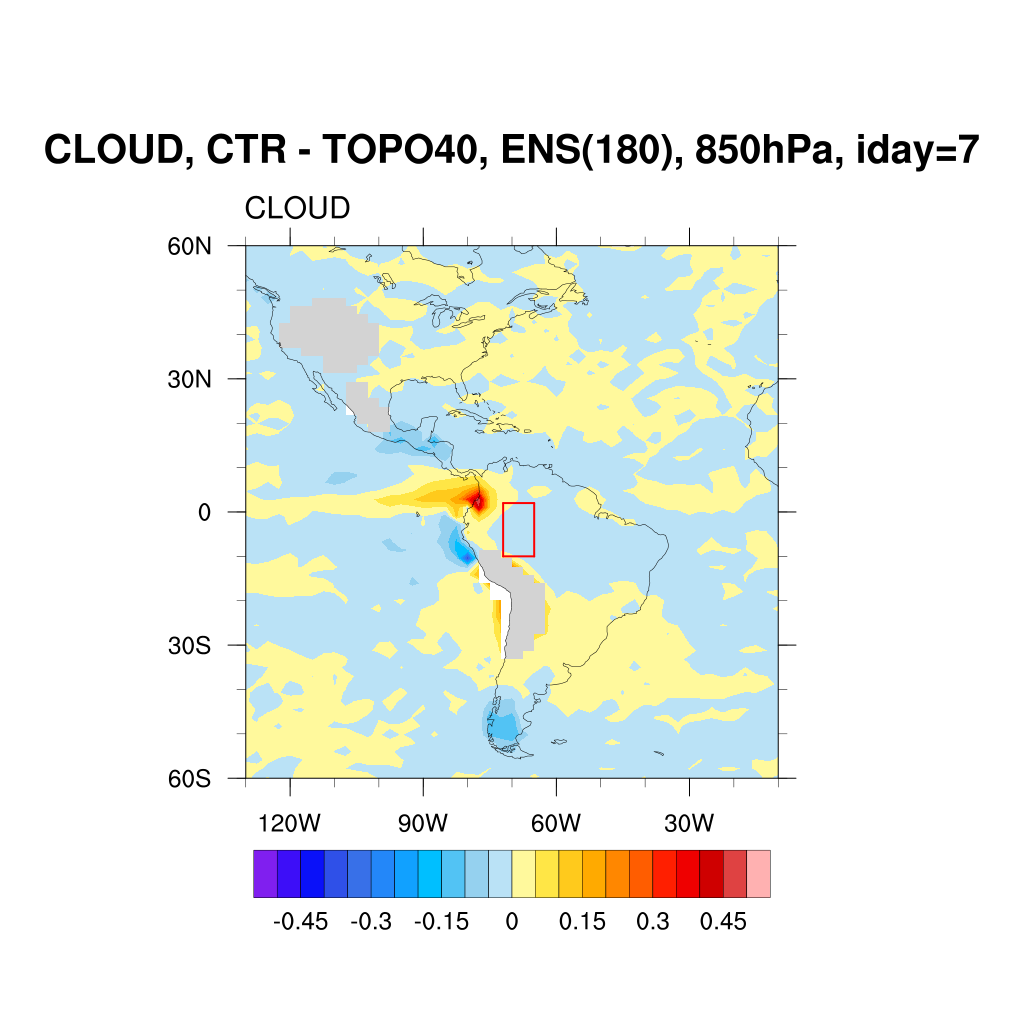 CLOUD, CTR - TOPO40, ENS(180), 850hPa, iday=7
CLOUD
60N
30N
0
30S
60S
120W 90W 60W 30W
-0.45 -0.3 -0.15 0 0.15 0.3 0.45